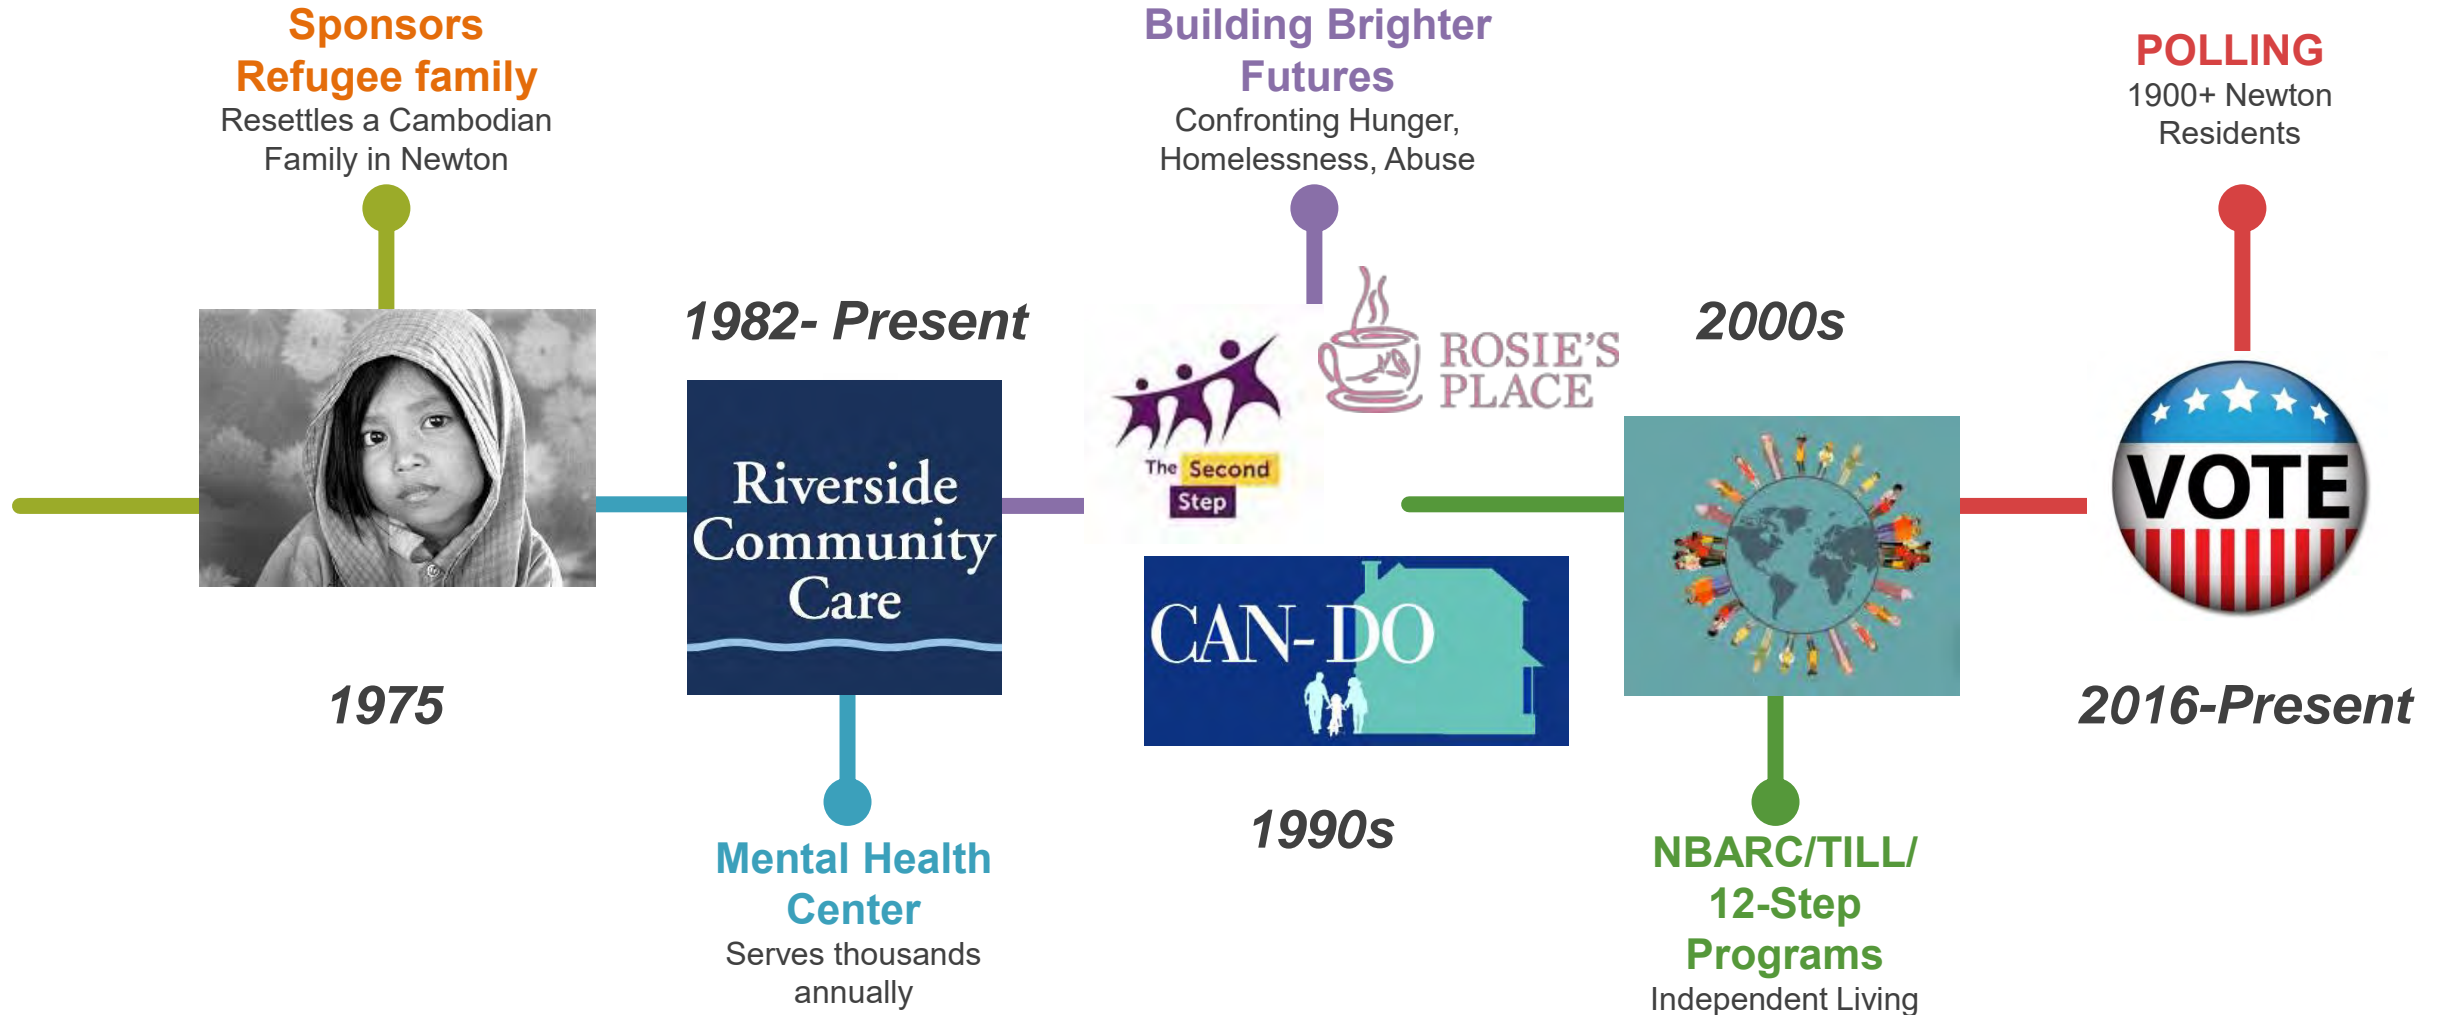 Sponsors
Refugee family
Resettles a Cambodian
Family in Newton
1975
1982- Present
Riverside
Community
Care
Mental Health
Center
Serves thousands
annually
Building Brighter
Futures
Confronting Hunger,
Homelessness, Abuse
The Second
Step
ROSIE'S
PLACE
CAN-DO
1990s
2000s
NBARC/TILL/
12-Step
Programs
Independent Living
POLLING
1900+ Newton
Residents
VOTE
2016-Present